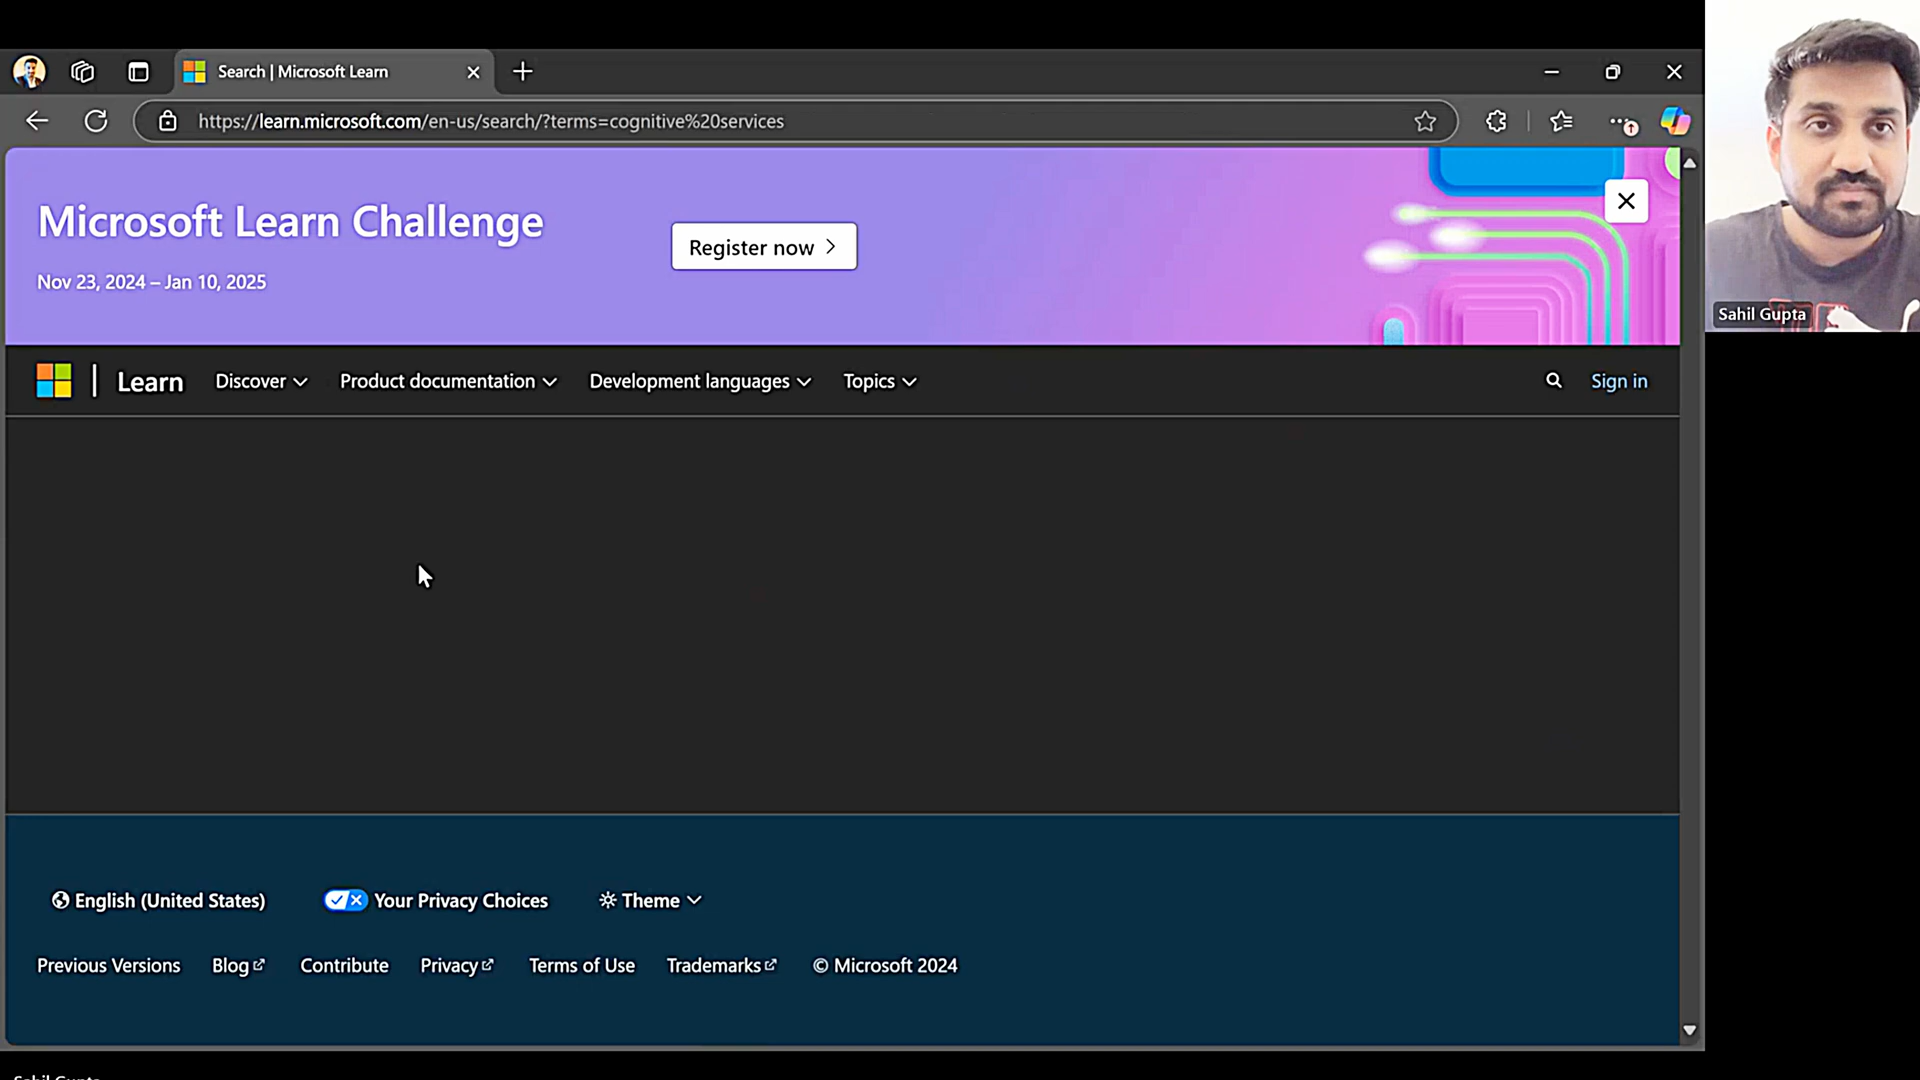 Search | Microsoft Learn
https://learn.microsoft.com/en-us/search/?terms=cognitive%20services
Microsoft Learn Challenge
Register now
Nov 23, 2024 – Jan 10, 2025
Sahil Gupta
Learn Discover Product documentation Development languages Topics Sign in
English (United States) Your Privacy Choices Theme
Previous Versions Blog Contribute Privacy Terms of Use Trademarks © Microsoft 2024
Sahil Gupta